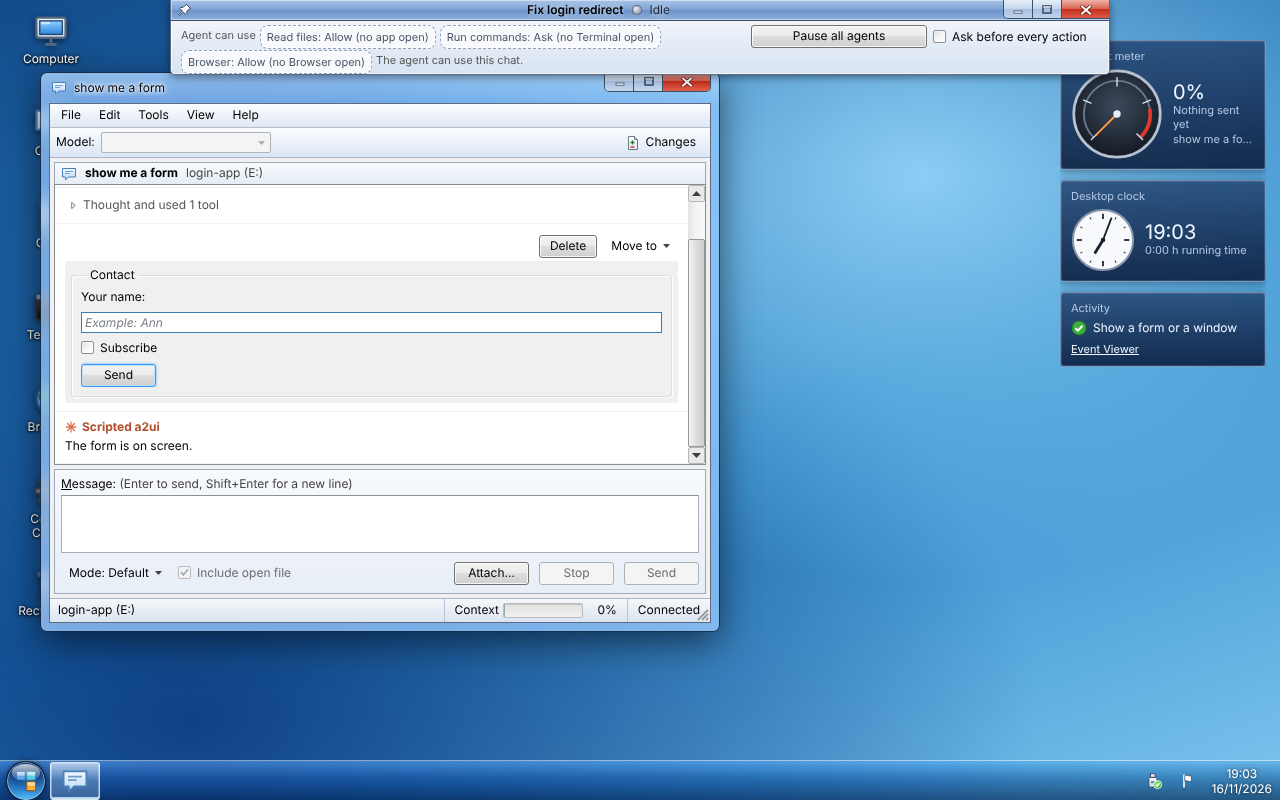 Fix login redirect Idle
Agent can use Read files: Allow (no app open) Run commands: Ask (no Terminal open)
Browser: Allow (no Browser open) The agent can use this chat.
Pause all agents Ask before every action
Computer
show me a form
File Edit Tools View Help
Model: Changes
show me a form login-app (E:)
Thought and used 1 tool
Delete Move to
Contact
Your name:
Example: Ann
Subscribe
Send
Scripted a2ui
The form is on screen.
Message: (Enter to send, Shift+Enter for a new line)
Mode: Default Include open file Attach... Stop Send
login-app (E:) Context 0% Connected
meter
0%
Nothing sent
yet
show me a fo...
Desktop clock
19:03
0:00 h running time
Activity
Show a form or a window
Event Viewer
19:03
16/11/2026